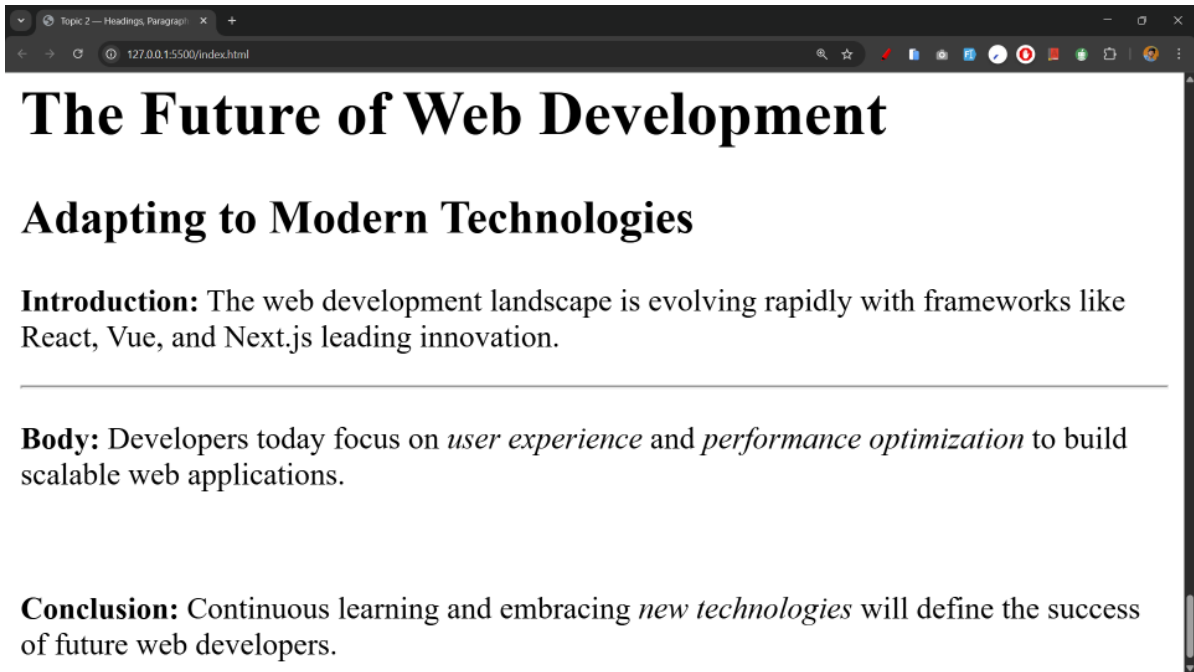 Topic 2 — Headings, Paragraph
127.0.0.1:5500/index.html
The Future of Web Development
Adapting to Modern Technologies
Introduction: The web development landscape is evolving rapidly with frameworks like
React, Vue, and Next.js leading innovation.
Body: Developers today focus on user experience and performance optimization to build
scalable web applications.
Conclusion: Continuous learning and embracing new technologies will define the success
of future web developers.